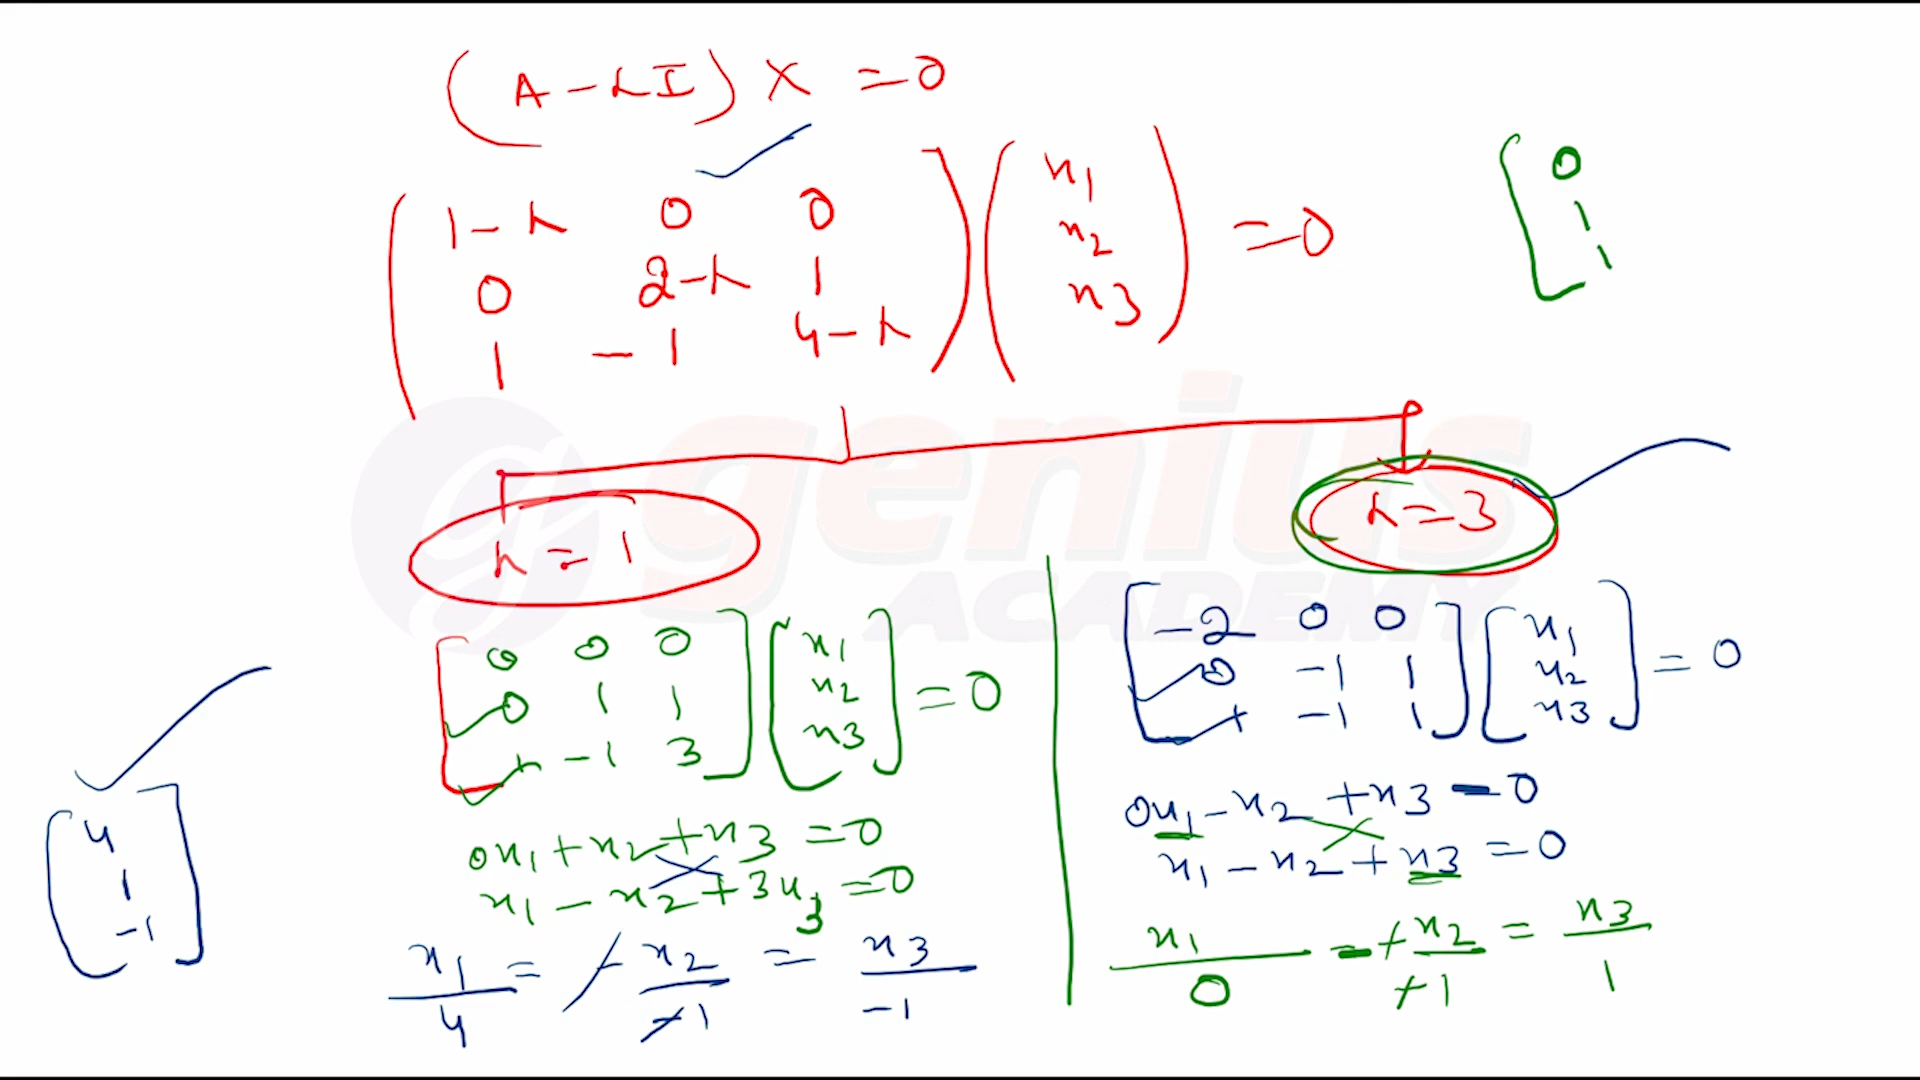 (A - λI) X = 0
1-λ 0 0
0 2-λ 1
1 -1 4-λ
x1
x2
x3
= 0
0
1
1
genius
ACADEMY
λ = 1
λ = 3
0 0 0
0 1 1
1 -1 3
x1
x2
x3
= 0
0x1 + x2 + x3 = 0
x1 - x2 + 3x3 = 0
x1/4 = -x2/-1 = x3/-1
4
1
-1
-2 0 0
0 -1 1
1 -1 1
x1
x2
x3
= 0
0x1 - x2 + x3 = 0
x1 - x2 + x3 = 0
x1/0 = +x2/+1 = x3/1